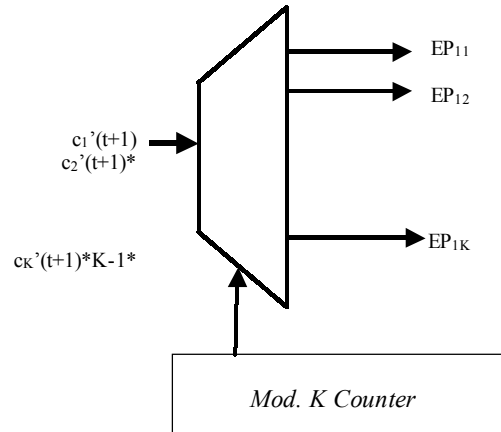 EP11
EP12
c1’(t+1)
c2’(t+1)*
EP1K
cK’(t+1)*K-1*
Mod. K Counter